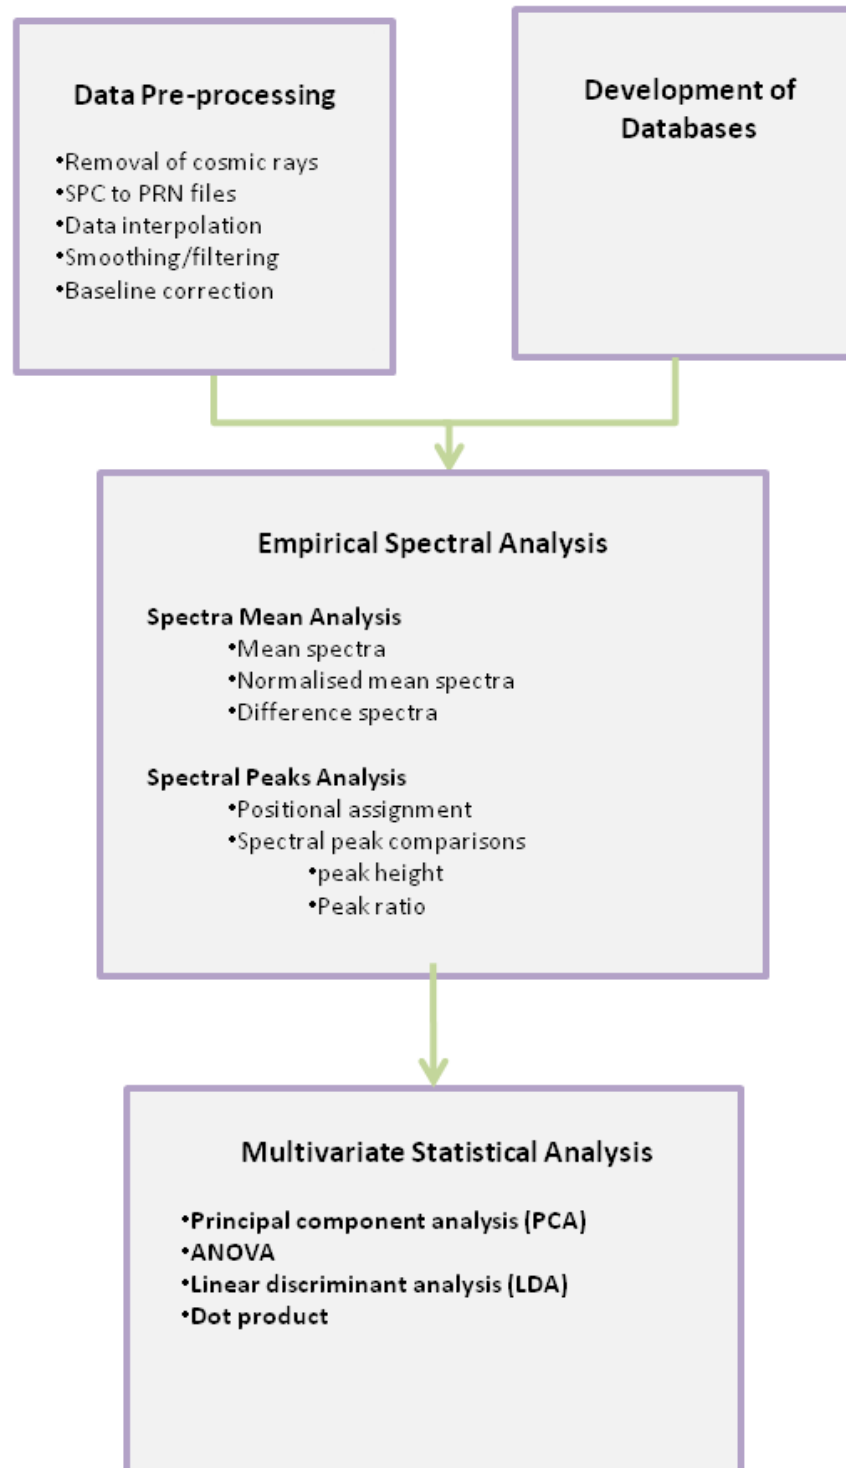 Data Pre-processing
•Removal of cosmic rays
•SPC to PRN files
•Data interpolation
•Smoothing/filtering
•Baseline correction
Development of
Databases
Empirical Spectral Analysis
Spectra Mean Analysis
•Mean spectra
•Normalised mean spectra
•Difference spectra
Spectral Peaks Analysis
•Positional assignment
•Spectral peak comparisons
•peak height
•Peak ratio
Multivariate Statistical Analysis
•Principal component analysis (PCA)
•ANOVA
•Linear discriminant analysis (LDA)
•Dot product